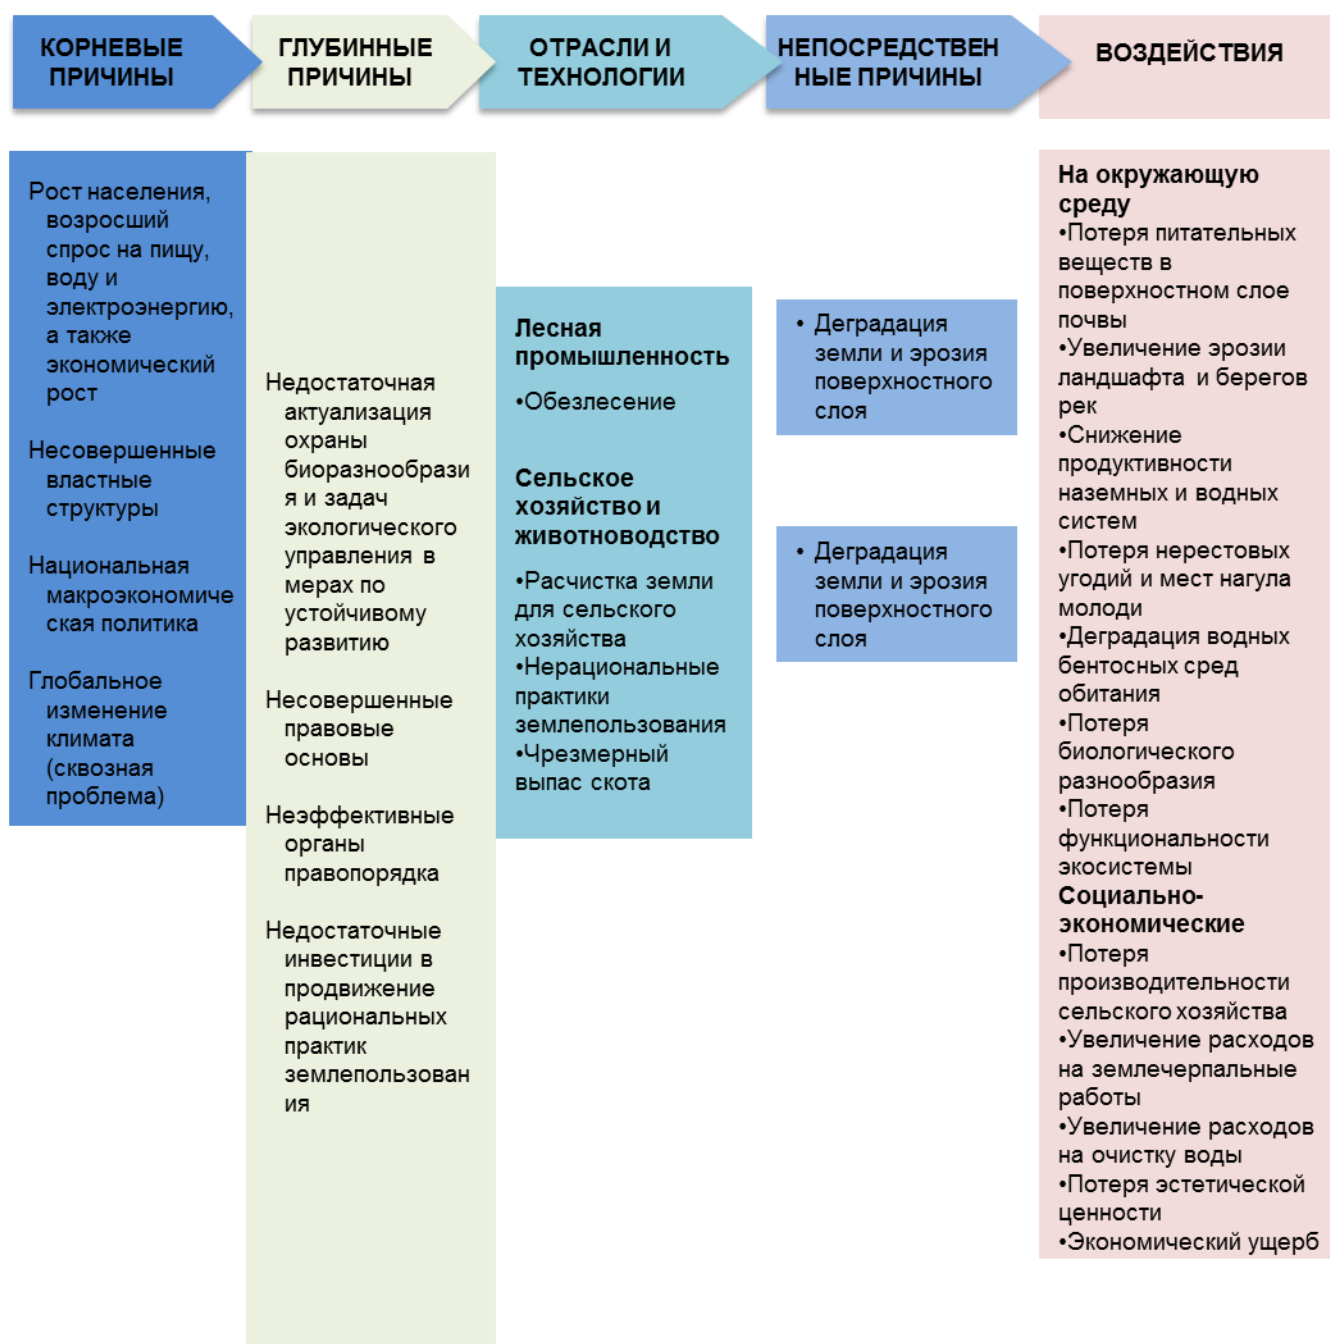 КОРНЕВЫЕ
ПРИЧИНЫ
ГЛУБИННЫЕ
ПРИЧИНЫ
ОТРАСЛИ И
ТЕХНОЛОГИИ
НЕПОСРЕДСТВЕН
НЫЕ ПРИЧИНЫ
ВОЗДЕЙСТВИЯ
Рост населения,
возросший
спрос на пищу,
воду и
электроэнергию,
а также
экономический
рост
Несовершенные
властные
структуры
Национальная
макроэкономиче
ская политика
Глобальное
изменение
климата
(сквозная
проблема)
Недостаточная
актуализация
охраны
биоразнообрази
я и задач
экологического
управления в
мерах по
устойчивому
развитию
Несовершенные
правовые
основы
Неэффективные
органы
правопорядка
Недостаточные
инвестиции в
продвижение
рациональных
практик
землепользован
ия
Лесная
промышленность
•Обезлесение
Сельское
хозяйство и
животноводство
•Расчистка земли
для сельского
хозяйства
•Нерациональные
практики
землепользования
•Чрезмерный
выпас скота
• Деградация
земли и эрозия
поверхностного
слоя
• Деградация
земли и эрозия
поверхностного
слоя
На окружающую
среду
•Потеря питательных
веществ в
поверхностном слое
почвы
•Увеличение эрозии
ландшафта и берегов
рек
•Снижение
продуктивности
наземных и водных
систем
•Потеря нерестовых
угодий и мест нагула
молоди
•Деградация водных
бентосных сред
обитания
•Потеря
биологического
разнообразия
•Потеря
функциональности
экосистемы
Социально-
экономические
•Потеря
производительности
сельского хозяйства
•Увеличение расходов
на землечерпальные
работы
•Увеличение расходов
на очистку воды
•Потеря эстетической
ценности
•Экономический ущерб